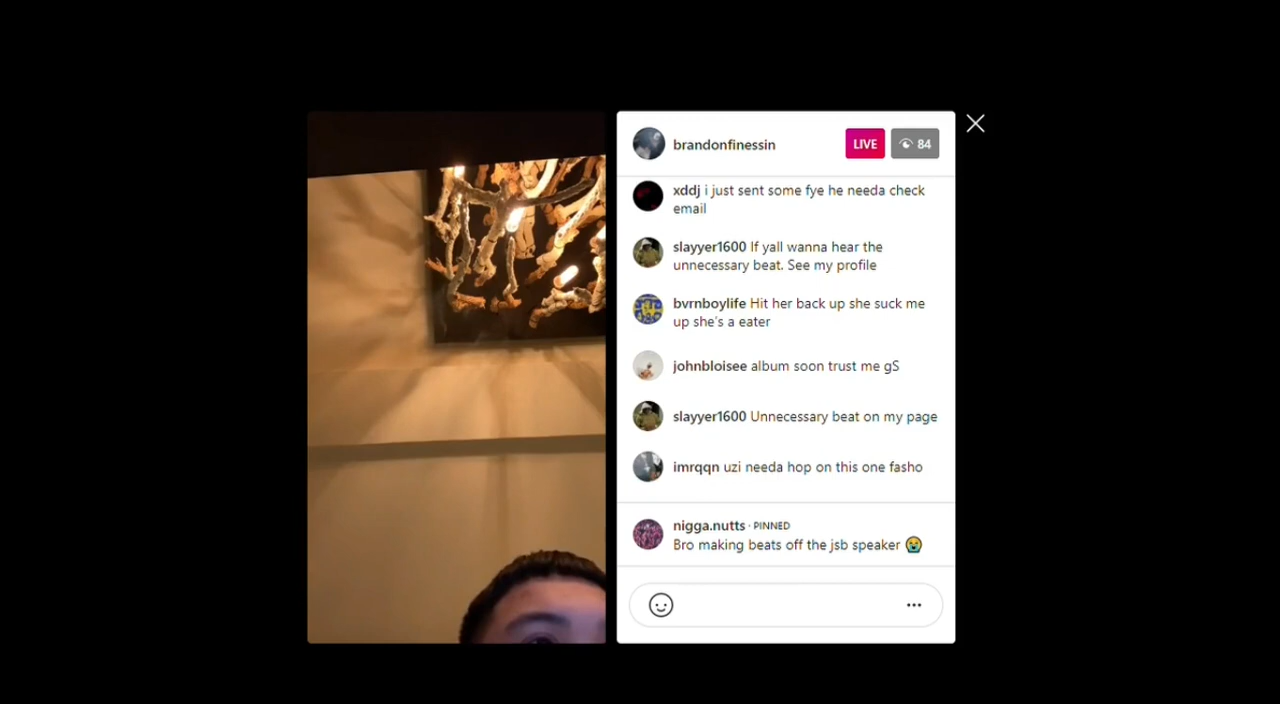 brandonfinessin
LIVE
84
xddj i just sent some fye he needa check
email
slayyer1600 If yall wanna hear the
unnecessary beat. See my profile
bvrnboylife Hit her back up she suck me
up she's a eater
johnbloisee album soon trust me gS
slayyer1600 Unnecessary beat on my page
imrqqn uzi needa hop on this one fasho
nigga.nutts · PINNED
Bro making beats off the jsb speaker 😭